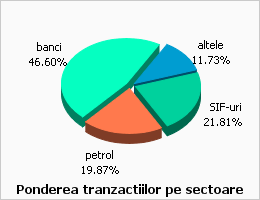 banci
46.60%
altele
11.73%
SIF-uri
21.81%
petrol
19.87%
Ponderea tranzactiilor pe sectoare